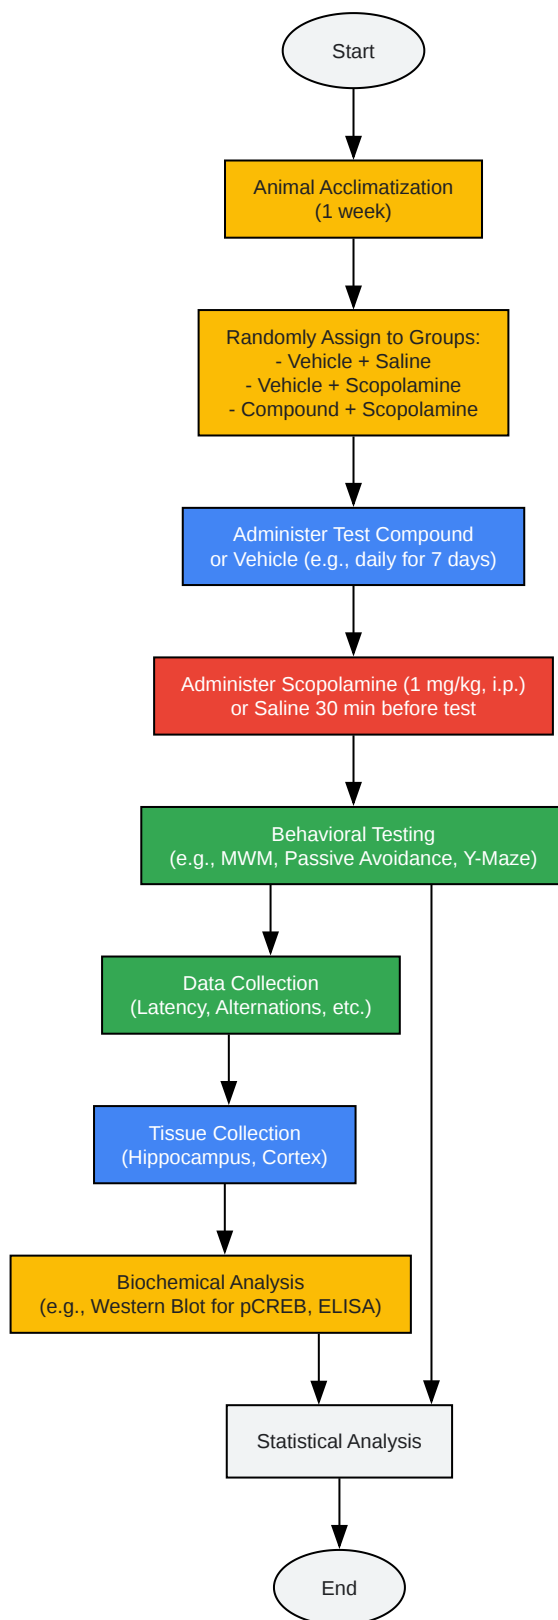 Start
Animal Acclimatization
(1 week)
Randomly Assign to Groups:
- Vehicle + Saline
- Vehicle + Scopolamine
- Compound + Scopolamine
Administer Test Compound
or Vehicle (e.g., daily for 7 days)
Administer Scopolamine (1 mg/kg, i.p.)
or Saline 30 min before test
Behavioral Testing
(e.g., MWM, Passive Avoidance, Y-Maze)
Data Collection
(Latency, Alternations, etc.)
Tissue Collection
(Hippocampus, Cortex)
Biochemical Analysis
(e.g., Western Blot for pCREB, ELISA)
Statistical Analysis
End